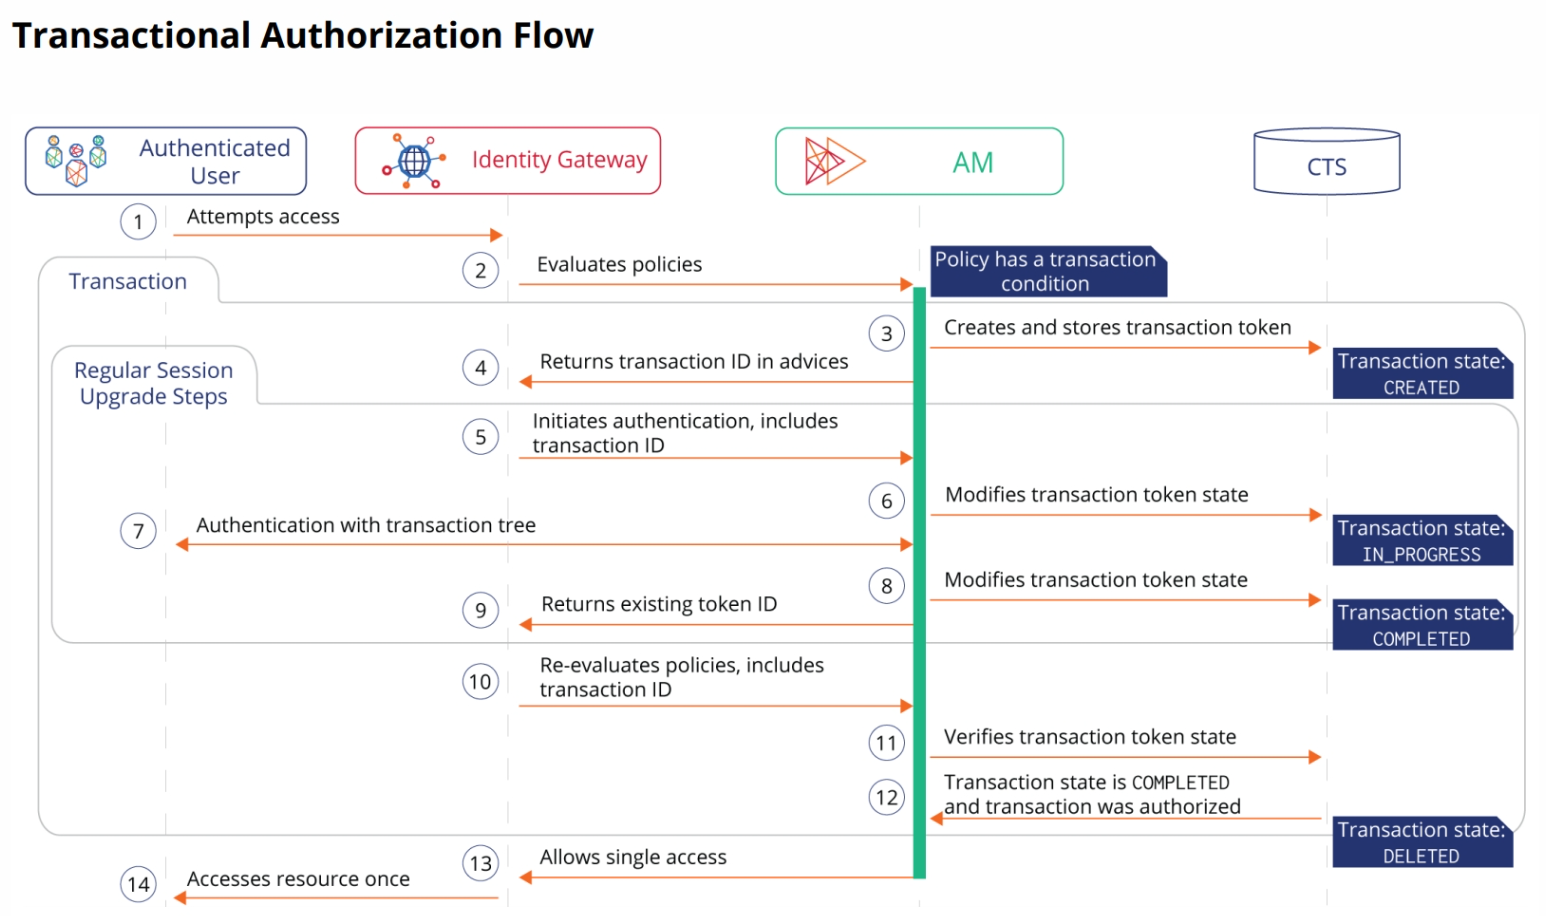 Transactional Authorization Flow
Authenticated
User
Identity Gateway
AM
CTS
1
Attempts access
2
Evaluates policies
Policy has a transaction
condition
Transaction
3
Creates and stores transaction token
4
Returns transaction ID in advices
Transaction state:
CREATED
Regular Session
Upgrade Steps
5
Initiates authentication, includes
transaction ID
6
Modifies transaction token state
7
Authentication with transaction tree
Transaction state:
IN_PROGRESS
8
Modifies transaction token state
9
Returns existing token ID
Transaction state:
COMPLETED
10
Re-evaluates policies, includes
transaction ID
11
Verifies transaction token state
12
Transaction state is COMPLETED
and transaction was authorized
Transaction state:
DELETED
13
Allows single access
14
Accesses resource once